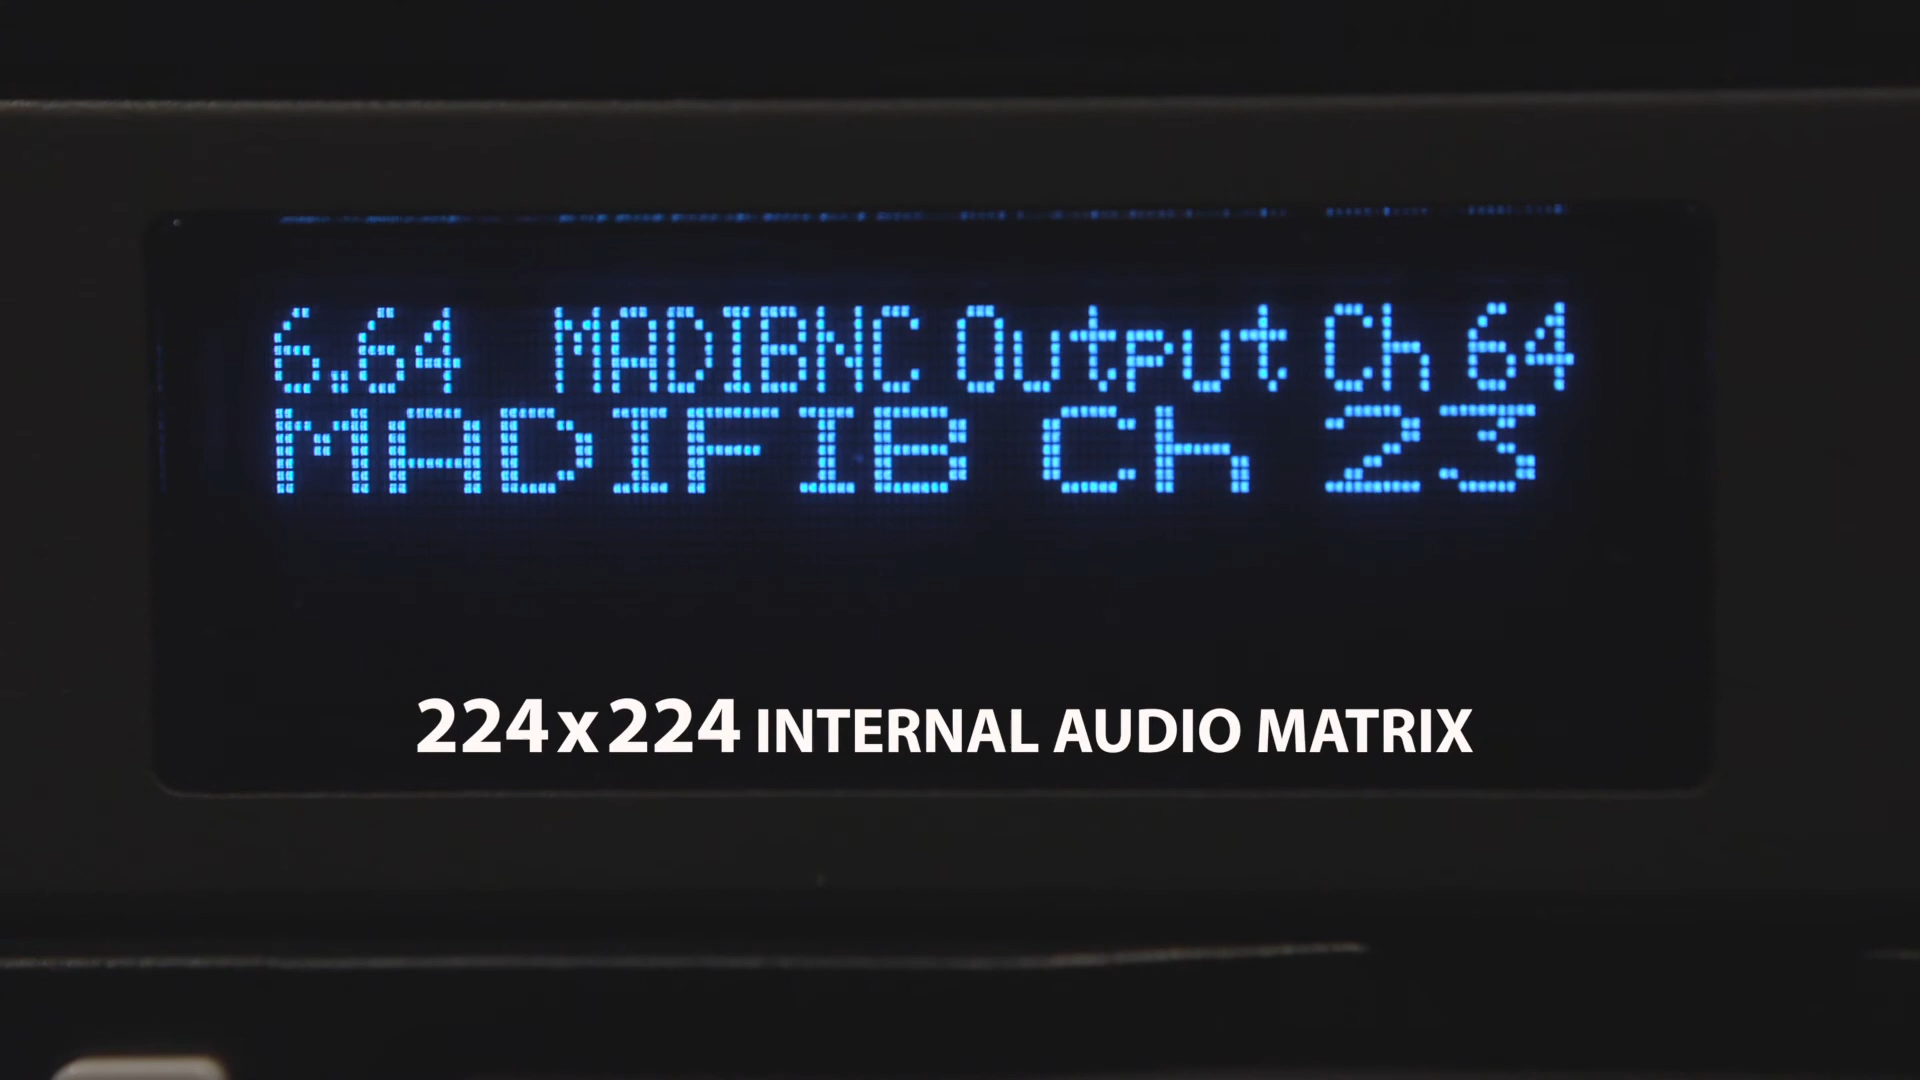 6.64 MADIBNC Output Ch 64
MADIFIB Ch 23
224x224 INTERNAL AUDIO MATRIX